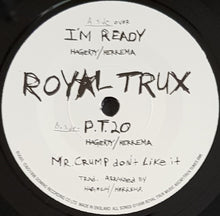 A. side over
I'M READY
HAGERTY/HERREMA
ROYAL TRUX
B. side.
P.T.20
HAGERTY/HERREMA
MR CRUMP don't Like it
TRAD. ARRANGED by
HAGERTY/HERREMA